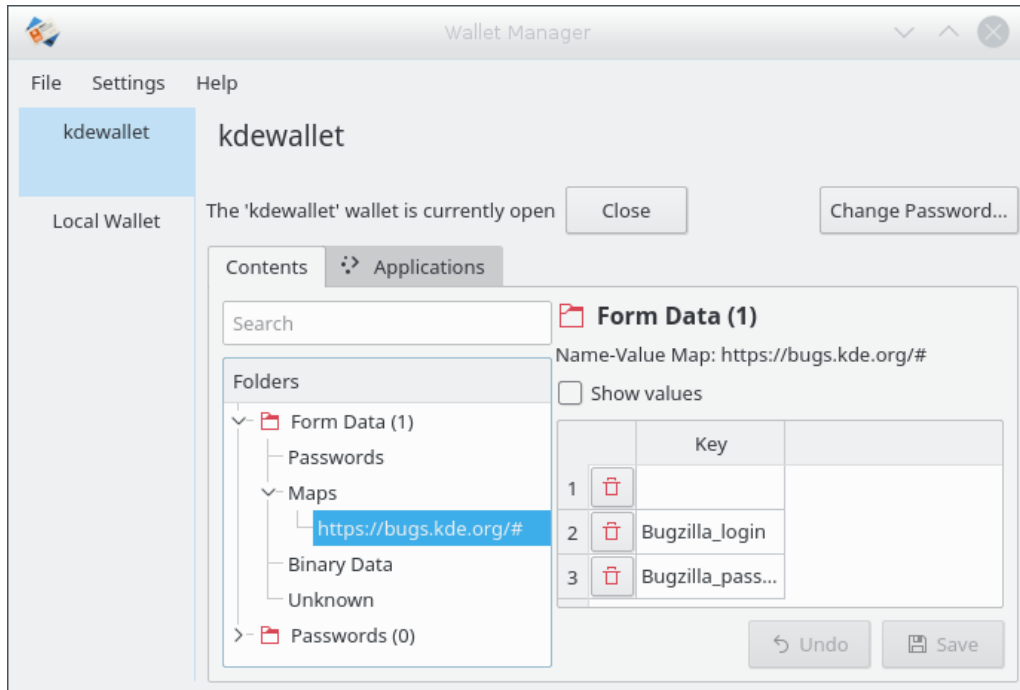 Wallet Manager
File Settings Help
kdewallet
Local Wallet
kdewallet
The 'kdewallet' wallet is currently open Close Change Password...
Contents Applications
Search
Folders
Form Data (1)
Passwords
Maps
https://bugs.kde.org/#
Binary Data
Unknown
Passwords (0)
Form Data (1)
Name-Value Map: https://bugs.kde.org/#
Show values
Key
1
2 Bugzilla_login
3 Bugzilla_pass...
Undo Save